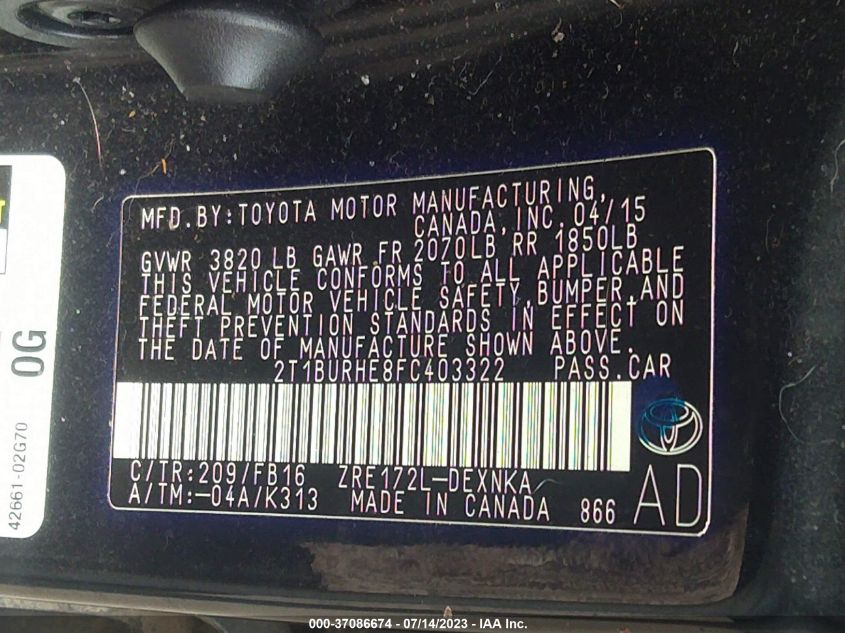 MFD.BY:TOYOTA MOTOR MANUFACTURING,
CANADA,INC.04/15
GVWR 3820 LB GAWR FR 2070LB RR 1850LB
THIS VEHICLE CONFORMS TO ALL APPLICABLE
FEDERAL MOTOR VEHICLE SAFETY,BUMPER,AND
THEFT PREVENTION STANDARDS IN EFFECT ON
THE DATE OF MANUFACTURE SHOWN ABOVE.
2T1BURHE8FC403322 PASS.CAR
C/TR:209/FB16 ZRE172L-DEXNKA
A/TM:-04A/K313 MADE IN CANADA 866
AD
0G
42661-02G70
000-37086674 / 07/14/2023 - IAA Inc.